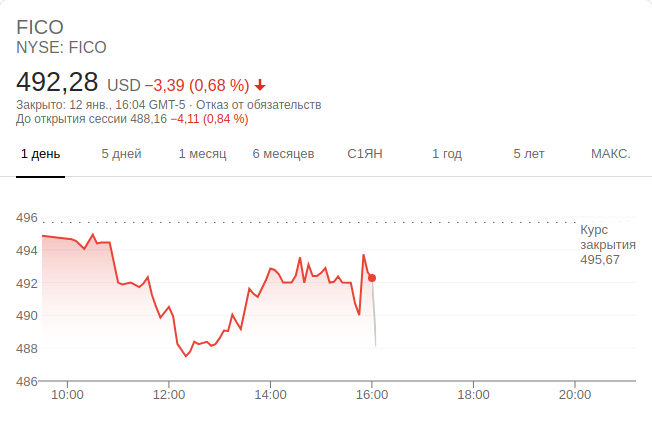 FICO
NYSE: FICO
492,28 USD −3,39 (0,68 %)
Закрыто: 12 янв., 16:04 GMT-5 · Отказ от обязательств
До открытия сессии 488,16 −4,11 (0,84 %)
1 день 5 дней 1 месяц 6 месяцев С1ЯН 1 год 5 лет МАКС.
496
Курс
закрытия
495,67
494
492
490
488
486
10:00 12:00 14:00 16:00 18:00 20:00